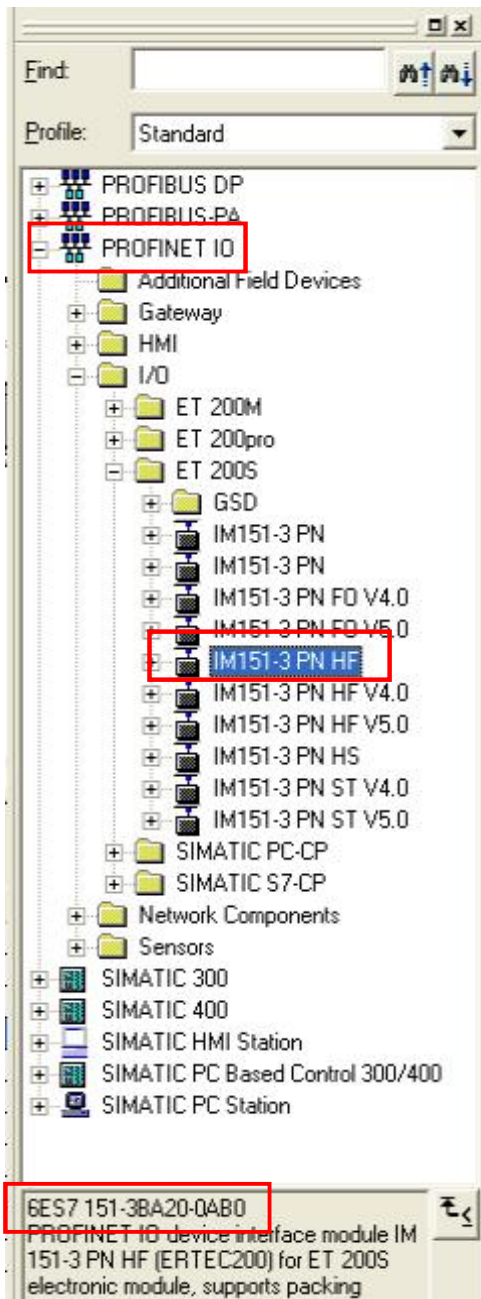 Find:
Profile: Standard
PROFIBUS DP
PROFIBUS-PA
PROFINET IO
Additional Field Devices
Gateway
HMI
I/O
ET 200M
ET 200pro
ET 200S
GSD
IM151-3 PN
IM151-3 PN
IM151-3 PN FO V4.0
IM151-3 PN FO V5.0
IM151-3 PN HF
IM151-3 PN HF V4.0
IM151-3 PN HF V5.0
IM151-3 PN HS
IM151-3 PN ST V4.0
IM151-3 PN ST V5.0
SIMATIC PC-CP
SIMATIC S7-CP
Network Components
Sensors
SIMATIC 300
SIMATIC 400
SIMATIC HMI Station
SIMATIC PC Based Control 300/400
SIMATIC PC Station
6ES7 151-3BA20-0AB0
PROFINET IO device interface module IM
151-3 PN HF (ERTEC200) for ET 200S
electronic module, supports packing